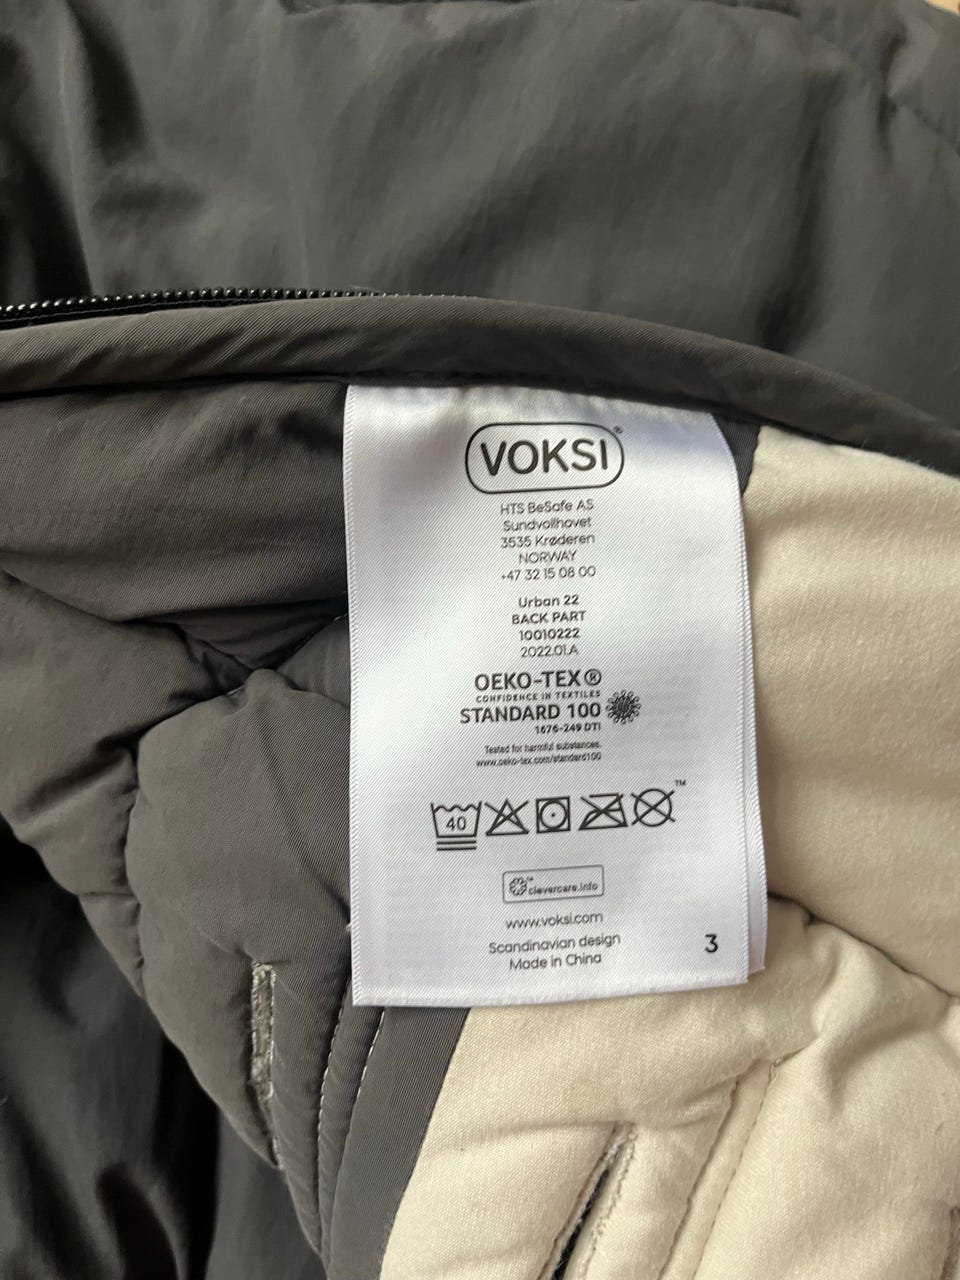 VOKSI®
HTS BeSafe AS
Sundvollhovet
3535 Krøderen
NORWAY
+47 32 15 08 00
Urban 22
BACK PART
10010222
2022.01.A
OEKO-TEX®
CONFIDENCE IN TEXTILES
STANDARD 100
1676-249 DTI
Tested for harmful substances.
www.oeko-tex.com/standard100
40 ™
clevercare.info
www.voksi.com
Scandinavian design
Made in China
3